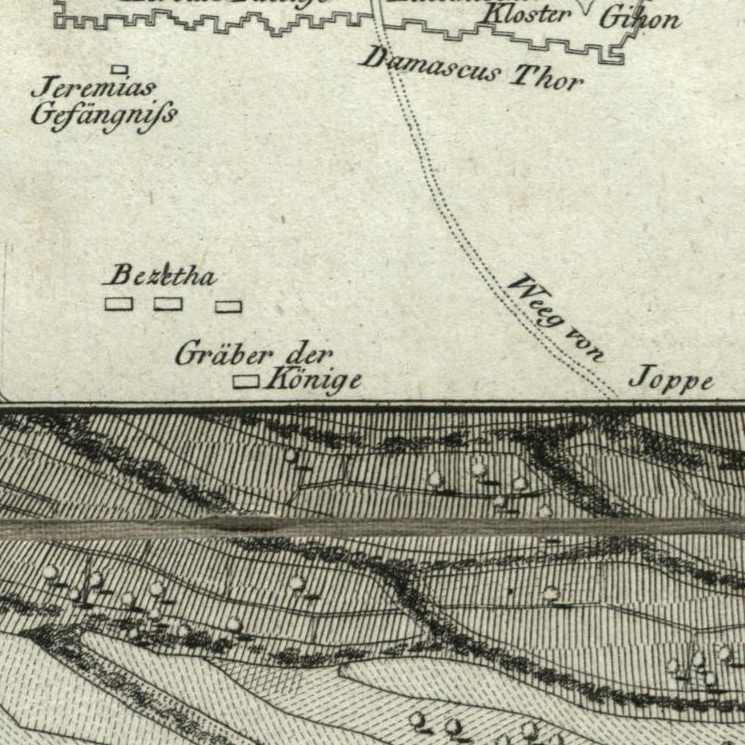 Kloster
Gihon
Damascus Thor
Jeremias
Gefängniſs
Bezetha
Weeg von
Joppe
Gräber der
Könige